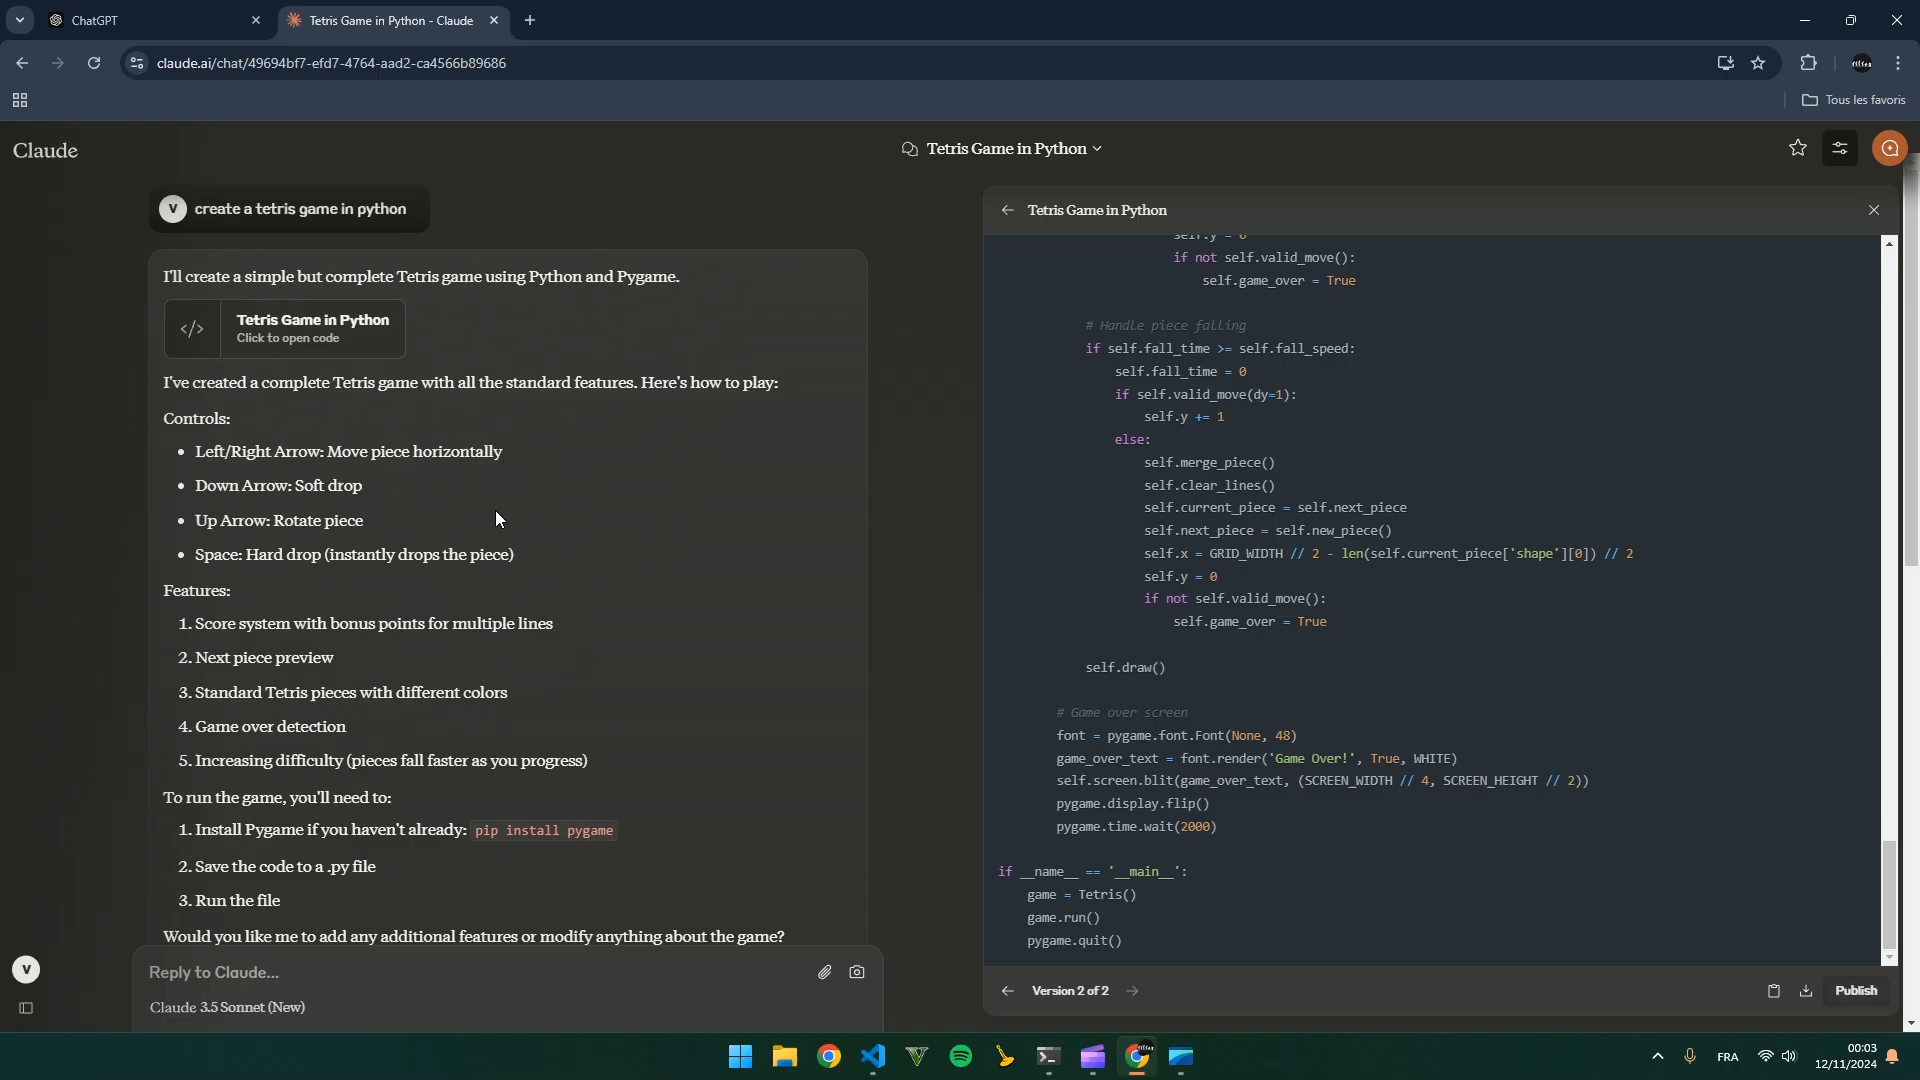 ChatGPT
Tetris Game in Python - Claude
claude.ai/chat/49694bf7-efd7-4764-aad2-ca4566b89686
Tous les favoris
Claude
Tetris Game in Python
V
create a tetris game in python
I'll create a simple but complete Tetris game using Python and Pygame.
</>
Tetris Game in Python
Click to open code
I've created a complete Tetris game with all the standard features. Here's how to play:
Controls:
• Left/Right Arrow: Move piece horizontally
• Down Arrow: Soft drop
• Up Arrow: Rotate piece
• Space: Hard drop (instantly drops the piece)
Features:
1. Score system with bonus points for multiple lines
2. Next piece preview
3. Standard Tetris pieces with different colors
4. Game over detection
5. Increasing difficulty (pieces fall faster as you progress)
To run the game, you'll need to:
1. Install Pygame if you haven't already: pip install pygame
2. Save the code to a .py file
3. Run the file
Would you like me to add any additional features or modify anything about the game?
V
Reply to Claude...
Claude 3.5 Sonnet (New)
Tetris Game in Python
self.y = 0
if not self.valid_move():
self.game_over = True
# Handle piece falling
if self.fall_time >= self.fall_speed:
self.fall_time = 0
if self.valid_move(dy=1):
self.y += 1
else:
self.merge_piece()
self.clear_lines()
self.current_piece = self.next_piece
self.next_piece = self.new_piece()
self.x = GRID_WIDTH // 2 - len(self.current_piece['shape'][0]) // 2
self.y = 0
if not self.valid_move():
self.game_over = True
self.draw()
# Game over screen
font = pygame.font.Font(None, 48)
game_over_text = font.render('Game Over!', True, WHITE)
self.screen.blit(game_over_text, (SCREEN_WIDTH // 4, SCREEN_HEIGHT // 2))
pygame.display.flip()
pygame.time.wait(2000)
if __name__ == '__main__':
game = Tetris()
game.run()
pygame.quit()
Version 2 of 2
Publish
FRA
00:03
12/11/2024